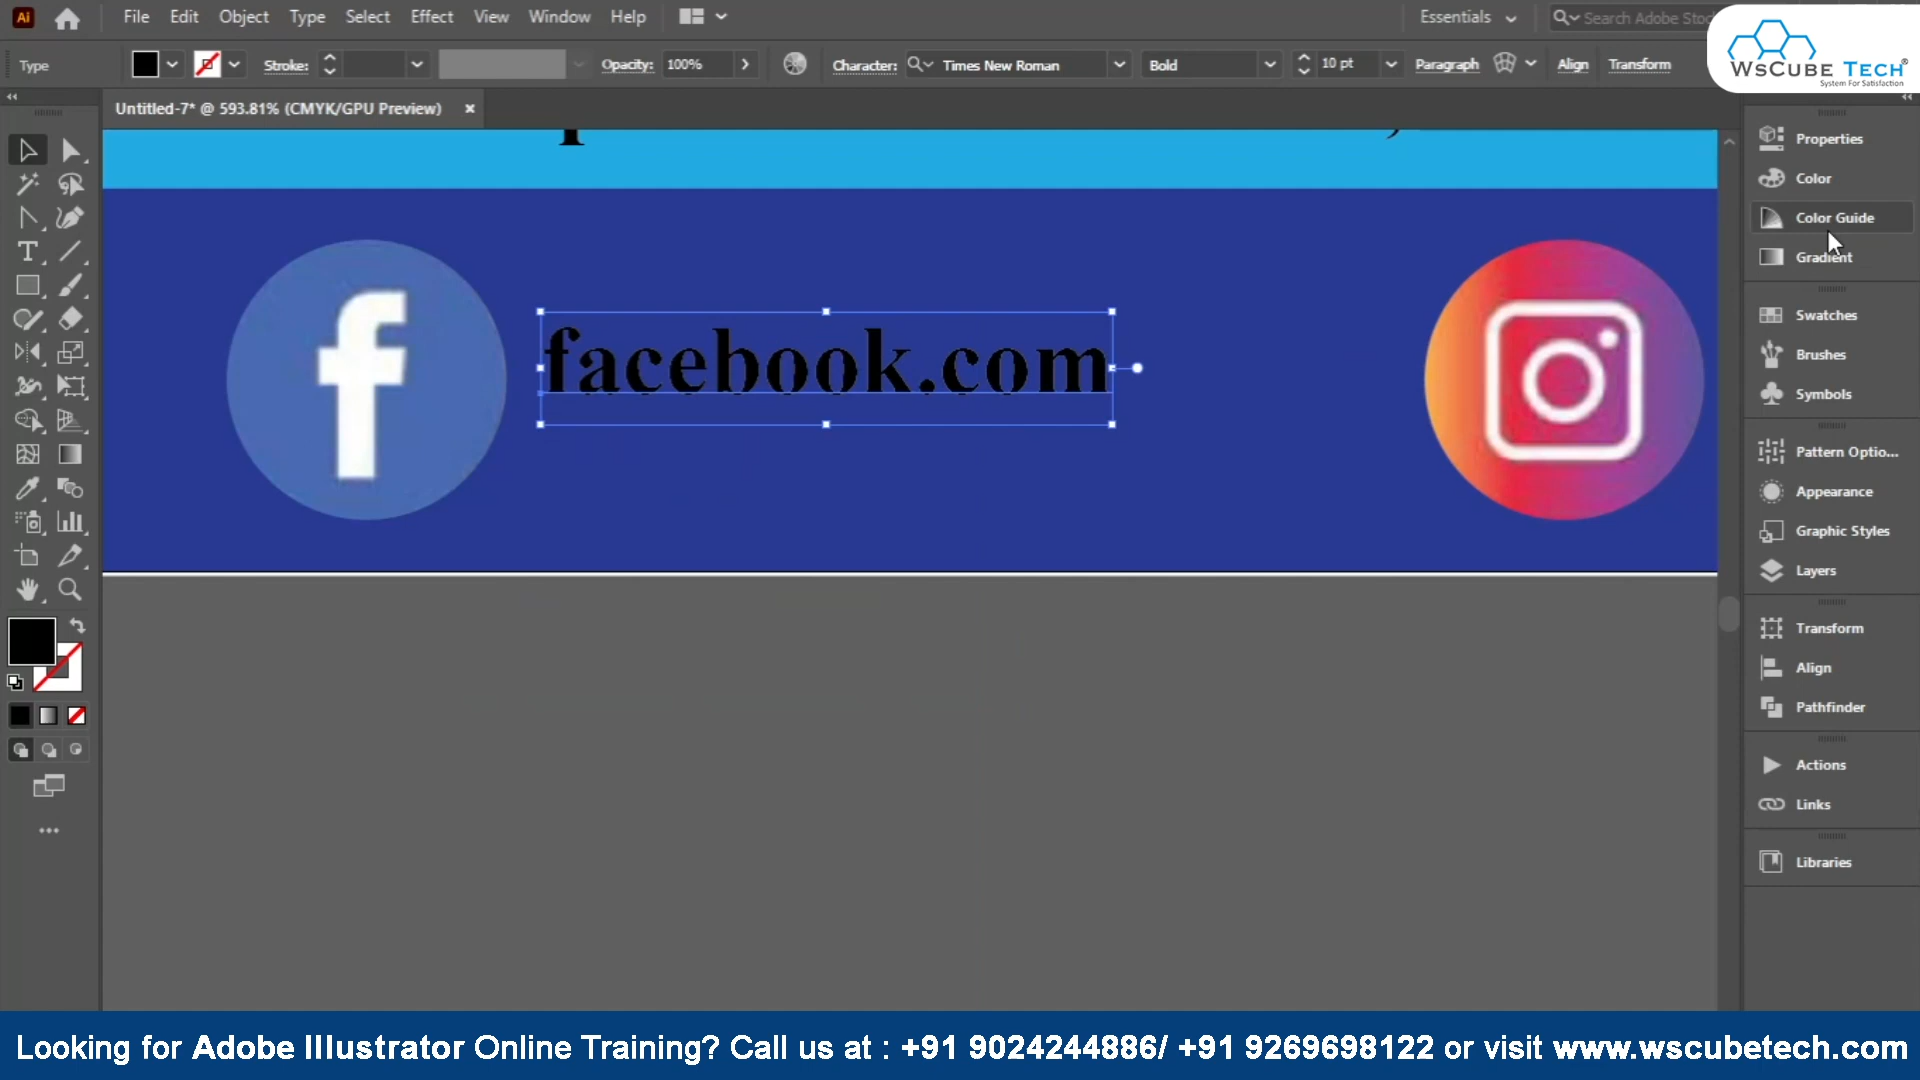 Ai File Edit Object Type Select Effect View Window Help Essentials Search Adobe Stoc
WsCube Tech®
System For Satisfaction
Type Stroke: Opacity: 100% Character: Times New Roman Bold 10 pt Paragraph Align Transform
Untitled-7* @ 593.81% (CMYK/GPU Preview) ×
Properties
Color
Color Guide
Gradient
Swatches
Brushes
Symbols
Pattern Optio...
Appearance
Graphic Styles
Layers
Transform
Align
Pathfinder
Actions
Links
Libraries
f facebook.com
Looking for Adobe Illustrator Online Training? Call us at : +91 9024244886/ +91 9269698122 or visit www.wscubetech.com